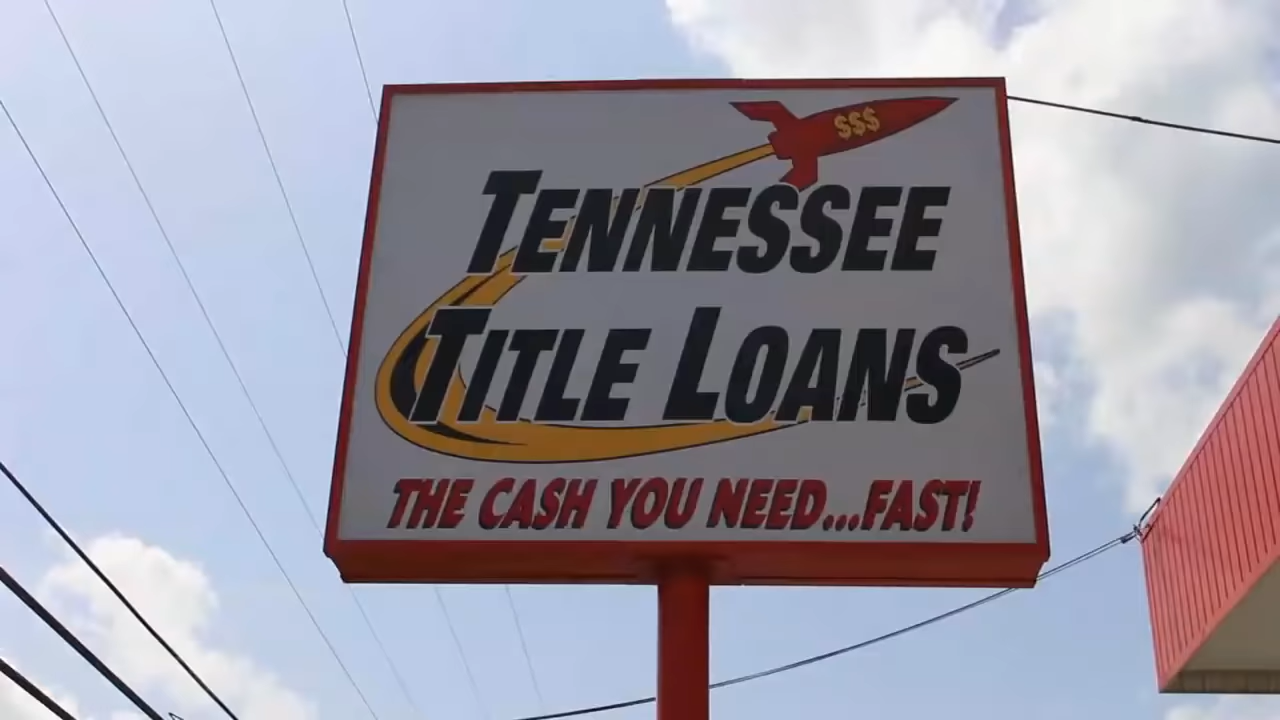 $$$
TENNESSEE
TITLE LOANS
THE CASH YOU NEED...FAST!